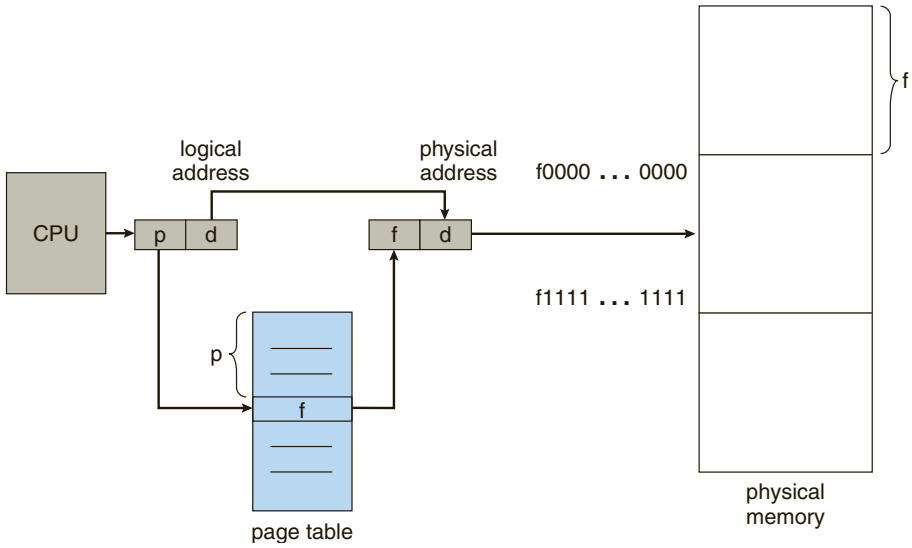 CPU
logical
address
p
d
physical
address
f
d
p
f
page table
f0000 ... 0000
f1111 ... 1111
f
physical
memory